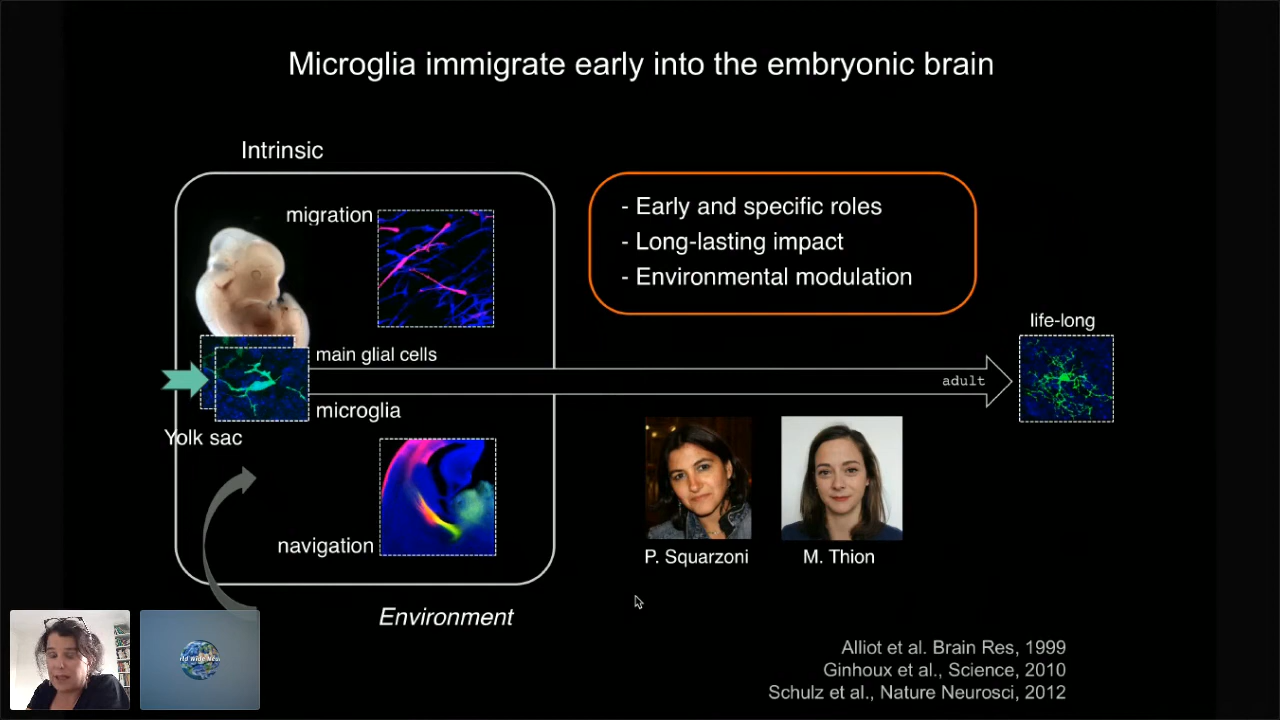 Microglia immigrate early into the embryonic brain
Intrinsic
migration
- Early and specific roles
- Long-lasting impact
- Environmental modulation
life-long
main glial cells
adult
microglia
Yolk sac
navigation
P. Squarzoni
M. Thion
Environment
Alliot et al. Brain Res, 1999
Ginhoux et al., Science, 2010
Schulz et al., Nature Neurosci, 2012